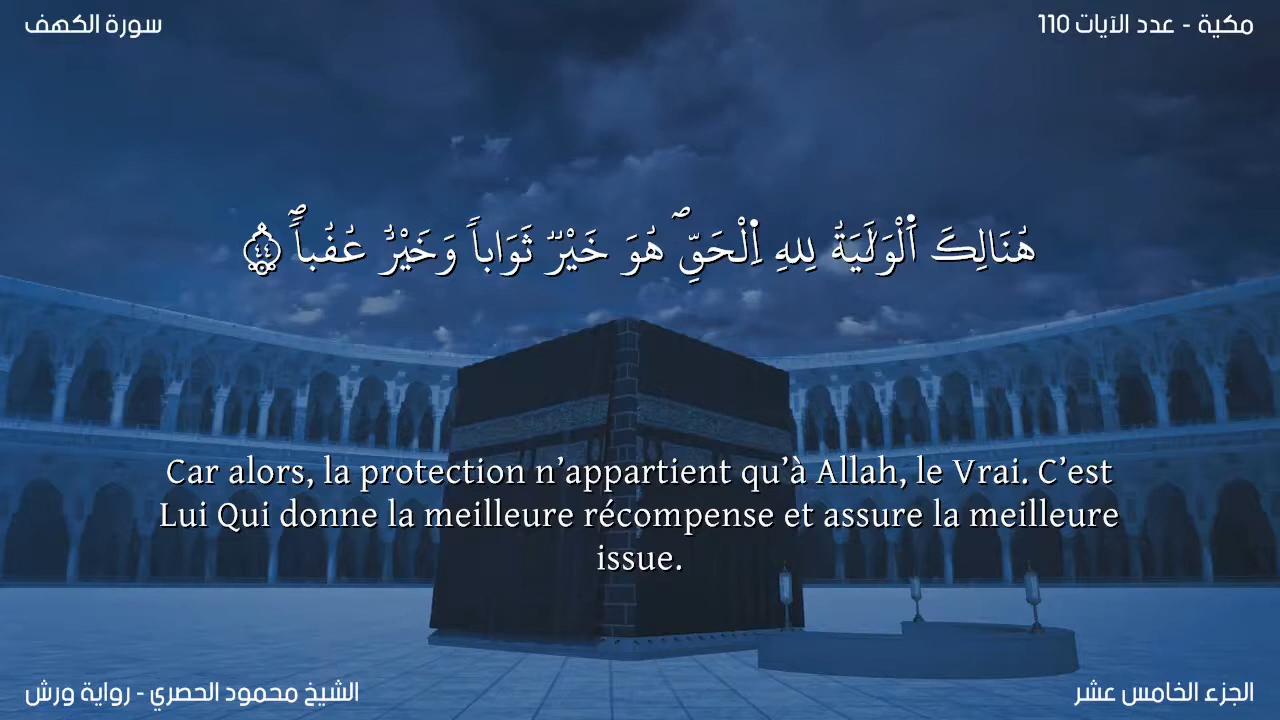 مكية - عدد الآيات 110
سورة الكهف
هُنَالِكَ اَ۬لْوَلَٰيَةُ لِلهِ اِ۬لْحَقِّۖ هُوَ خَيْرٞ ثَوَاباٗ وَخَيْرٌ عُقُباٗۖ ٤٤
Car alors, la protection n’appartient qu’à Allah, le Vrai. C’est
Lui Qui donne la meilleure récompense et assure la meilleure
issue.
الجزء الخامس عشر
الشيخ محمود الحصري - رواية ورش